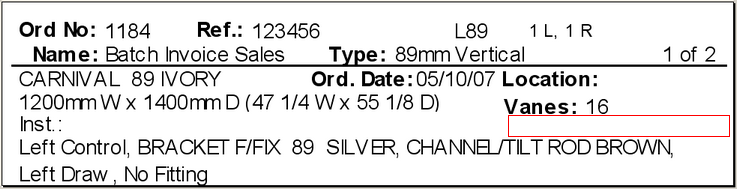 Ord No: 1184 Ref.: 123456 L89 1 L, 1 R
Name: Batch Invoice Sales Type: 89mm Vertical 1 of 2
CARNIVAL 89 IVORY Ord. Date: 05/10/07 Location:
1200mm W x 1400mm D (47 1/4 W x 55 1/8 D)
Vanes: 16
Inst.:
Left Control, BRACKET F/FIX 89 SILVER, CHANNEL/TILT ROD BROWN,
Left Draw , No Fitting